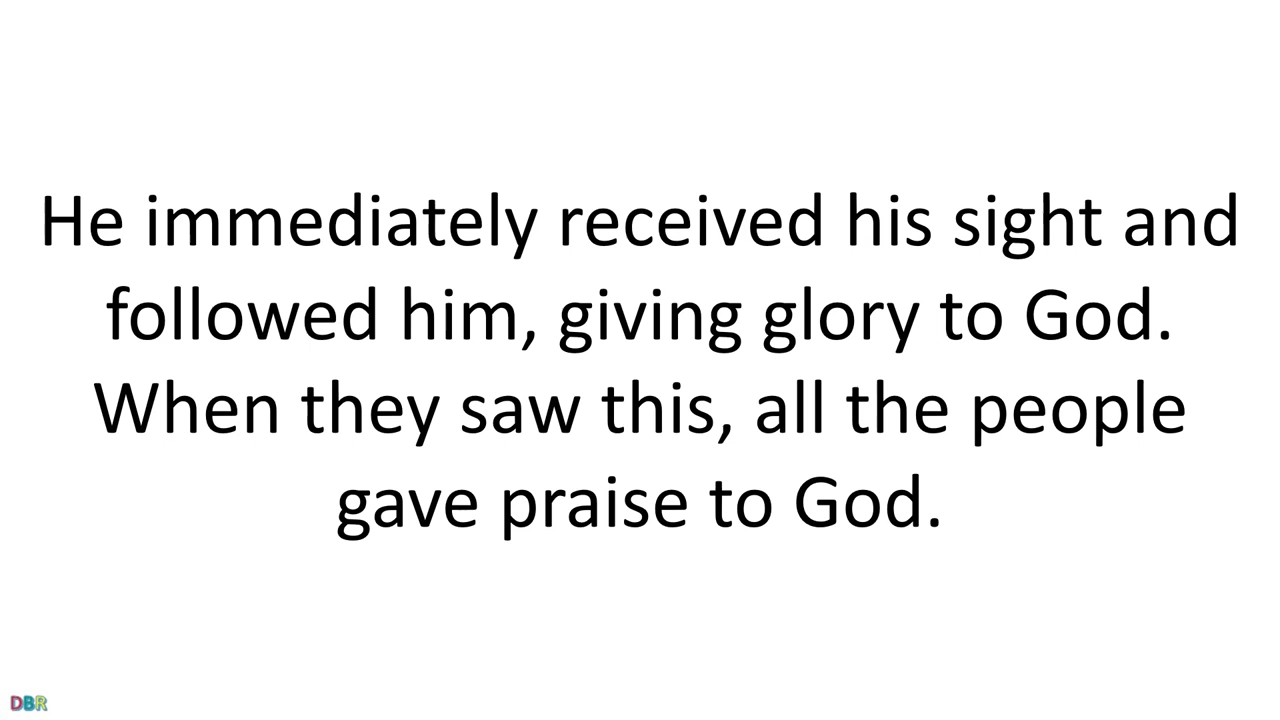 He immediately received his sight and
followed him, giving glory to God.
When they saw this, all the people
gave praise to God.
DBR